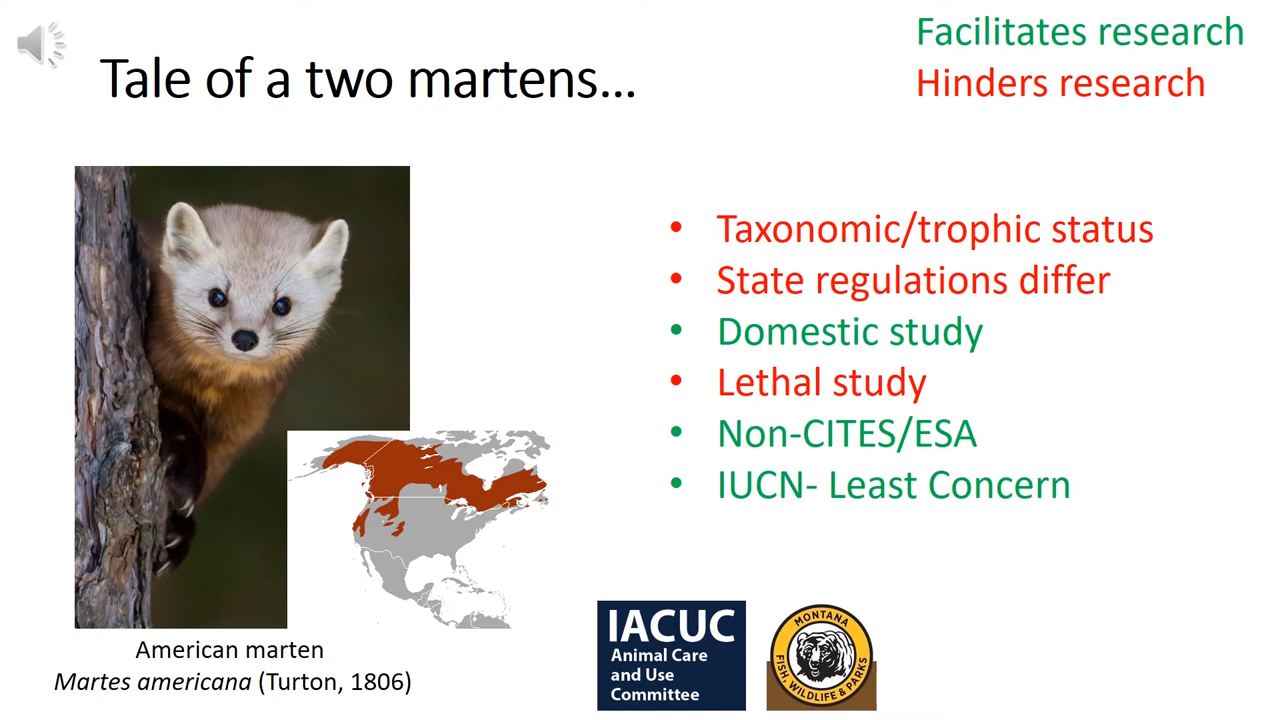 Facilitates research
Hinders research
Tale of a two martens...
• Taxonomic/trophic status
• State regulations differ
• Domestic study
• Lethal study
• Non-CITES/ESA
• IUCN- Least Concern
American marten
Martes americana (Turton, 1806)
IACUC
Animal Care
and Use
Committee
MONTANA
FISH, WILDLIFE & PARKS